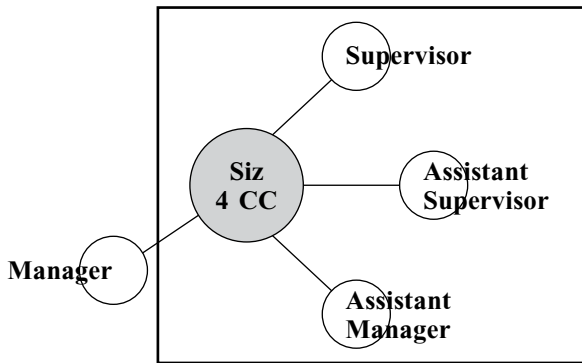 Supervisor
Siz
4 CC
Assistant
Supervisor
Manager
Assistant
Manager